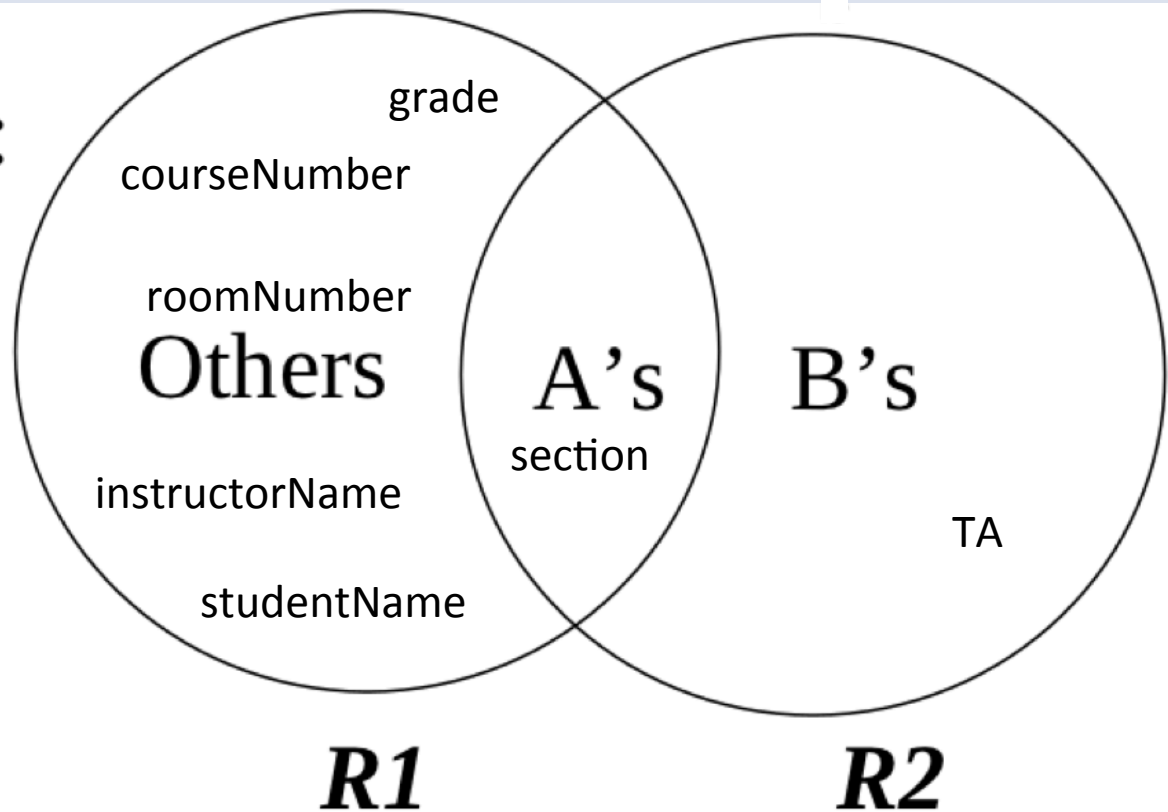 grade
:
courseNumber
roomNumber
Others
A’s
B’s
section
instructorName
TA
studentName
R1
R2